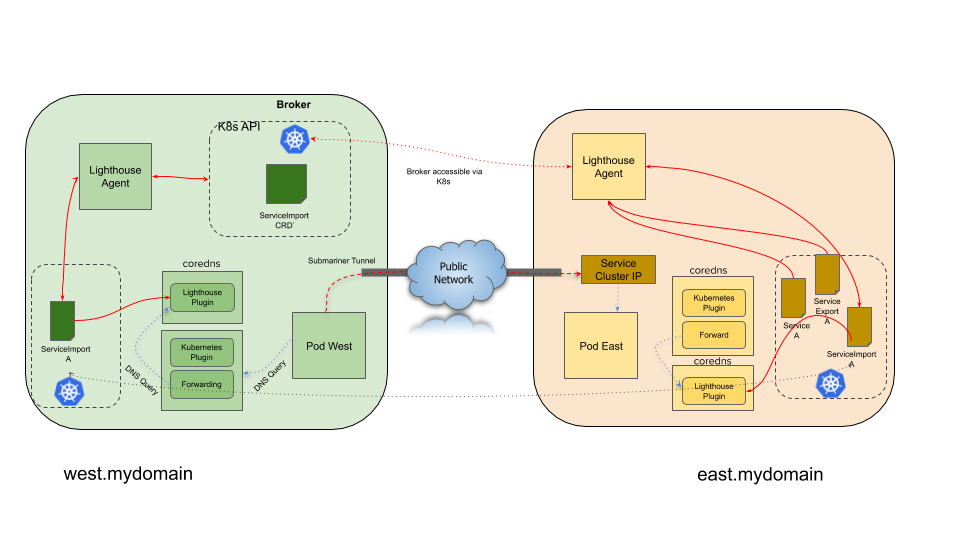 Broker
K8s API
Lighthouse
Agent
ServiceImport
CRD`
Broker accessible via
K8s
Lighthouse
Agent
Submariner Tunnel
Public
Network
Service
Cluster IP
coredns
Lighthouse
Plugin
Kubernetes
Plugin
Forwarding
DNS Query
DNS Query
Pod West
ServiceImport
A
Pod East
coredns
Kubernetes
Plugin
Forward
coredns
Lighthouse
Plugin
Service
A
Service
Export
A
ServiceImport
A
west.mydomain
east.mydomain